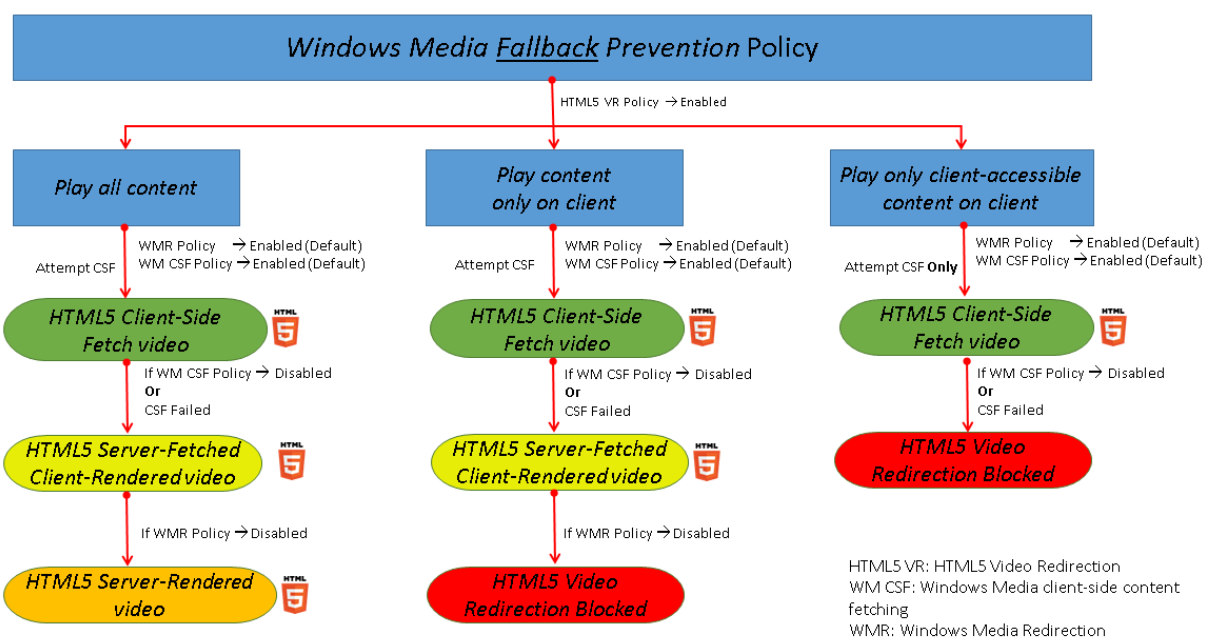 Windows Media Fallback Prevention Policy
HTML5 VR Policy → Enabled
Play all content
Play content
only on client
Play only client-accessible
content on client
WMR Policy → Enabled (Default)
WM CSF Policy → Enabled (Default)
Attempt CSF
WMR Policy → Enabled (Default)
WM CSF Policy → Enabled (Default)
Attempt CSF
WMR Policy → Enabled (Default)
WM CSF Policy → Enabled (Default)
Attempt CSF Only
HTML5 Client-Side
Fetch video
HTML
5
HTML5 Client-Side
Fetch video
HTML
5
HTML5 Client-Side
Fetch video
HTML
5
If WM CSF Policy → Disabled
Or
CSF Failed
If WM CSF Policy → Disabled
Or
CSF Failed
If WM CSF Policy → Disabled
Or
CSF Failed
HTML5 Server-Fetched
Client-Rendered video
HTML
5
HTML5 Server-Fetched
Client-Rendered video
HTML
5
HTML5 Video
Redirection Blocked
If WMR Policy → Disabled
If WMR Policy → Disabled
HTML5 Server-Rendered
video
HTML
5
HTML5 Video
Redirection Blocked
HTML5 VR: HTML5 Video Redirection
WM CSF: Windows Media client-side content
fetching
WMR: Windows Media Redirection